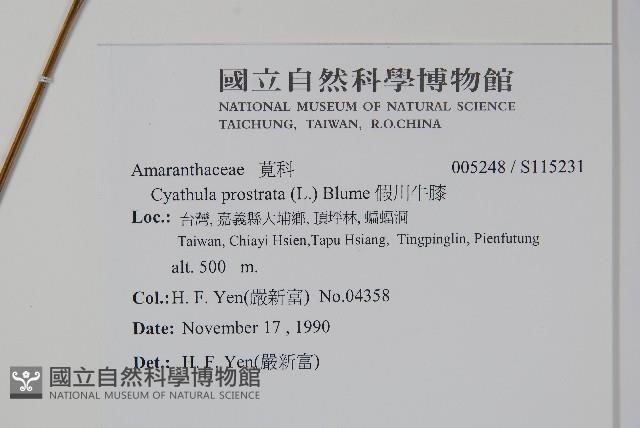 國立自然科學博物館
NATIONAL MUSEUM OF NATURAL SCIENCE
TAICHUNG, TAIWAN, R.O.CHINA
Amaranthaceae 莧科 005248 / S115231
Cyathula prostrata (L.) Blume 假川牛膝
Loc.: 台灣, 嘉義縣大埔鄉, 頂坪林, 蝙蝠洞
Taiwan, Chiayi Hsien,Tapu Hsiang, Tingpinglin, Pienfutung
alt. 500 m.
Col.:H. F. Yen(嚴新富) No.04358
Date: November 17 , 1990
Det.: H. F. Yen(嚴新富)
國立自然科學博物館
NATIONAL MUSEUM OF NATURAL SCIENCE